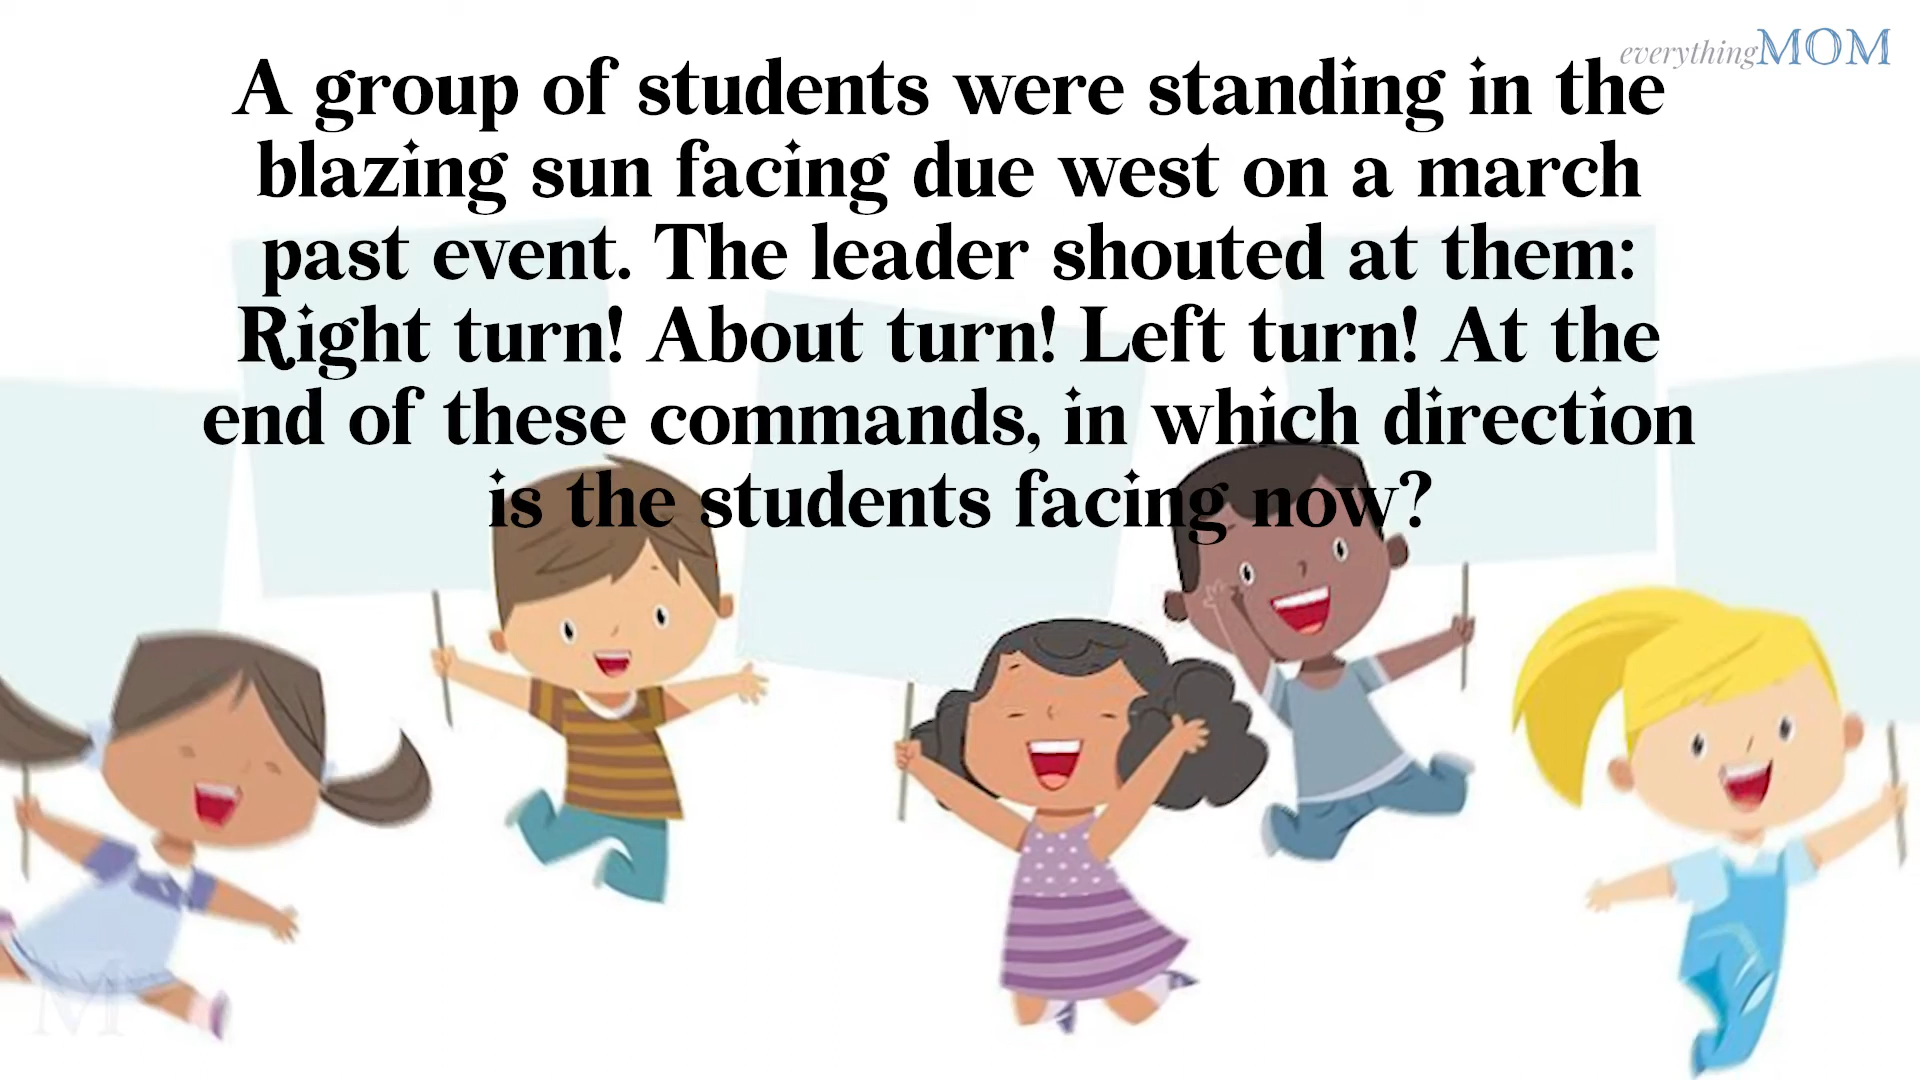 everythingMOM
A group of students were standing in the
blazing sun facing due west on a march
past event. The leader shouted at them:
Right turn! About turn! Left turn! At the
end of these commands, in which direction
is the students facing now?
M